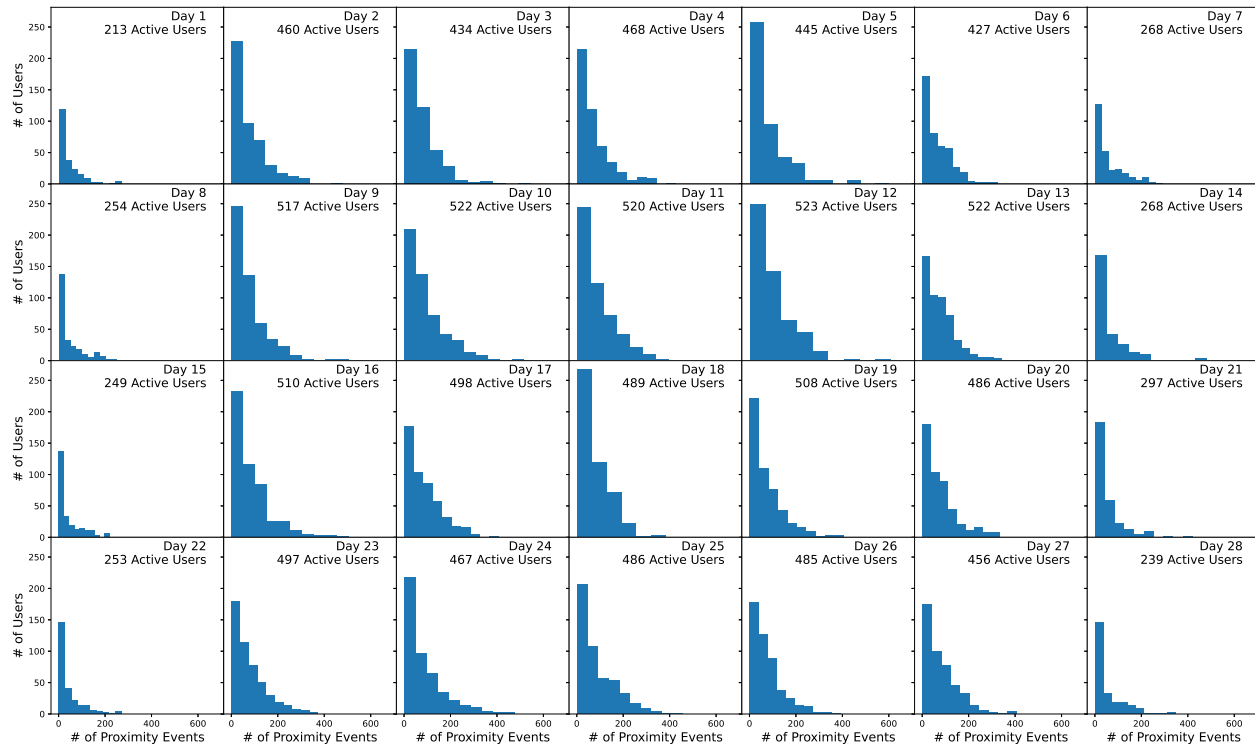 Day 1
213 Active Users
Day 2
460 Active Users
Day 3
434 Active Users
Day 4
468 Active Users
Day 5
445 Active Users
Day 6
427 Active Users
Day 7
268 Active Users
250
200
150
100
50
0
# of Users
Day 8
254 Active Users
Day 9
517 Active Users
Day 10
522 Active Users
Day 11
520 Active Users
Day 12
523 Active Users
Day 13
522 Active Users
Day 14
268 Active Users
250
200
150
100
50
0
# of Users
Day 15
249 Active Users
Day 16
510 Active Users
Day 17
498 Active Users
Day 18
489 Active Users
Day 19
508 Active Users
Day 20
486 Active Users
Day 21
297 Active Users
250
200
150
100
50
0
# of Users
Day 22
253 Active Users
Day 23
497 Active Users
Day 24
467 Active Users
Day 25
486 Active Users
Day 26
485 Active Users
Day 27
456 Active Users
Day 28
239 Active Users
250
200
150
100
50
0
# of Users
0 200 400 600
# of Proximity Events
0 200 400 600
# of Proximity Events
0 200 400 600
# of Proximity Events
0 200 400 600
# of Proximity Events
0 200 400 600
# of Proximity Events
0 200 400 600
# of Proximity Events
0 200 400 600
# of Proximity Events